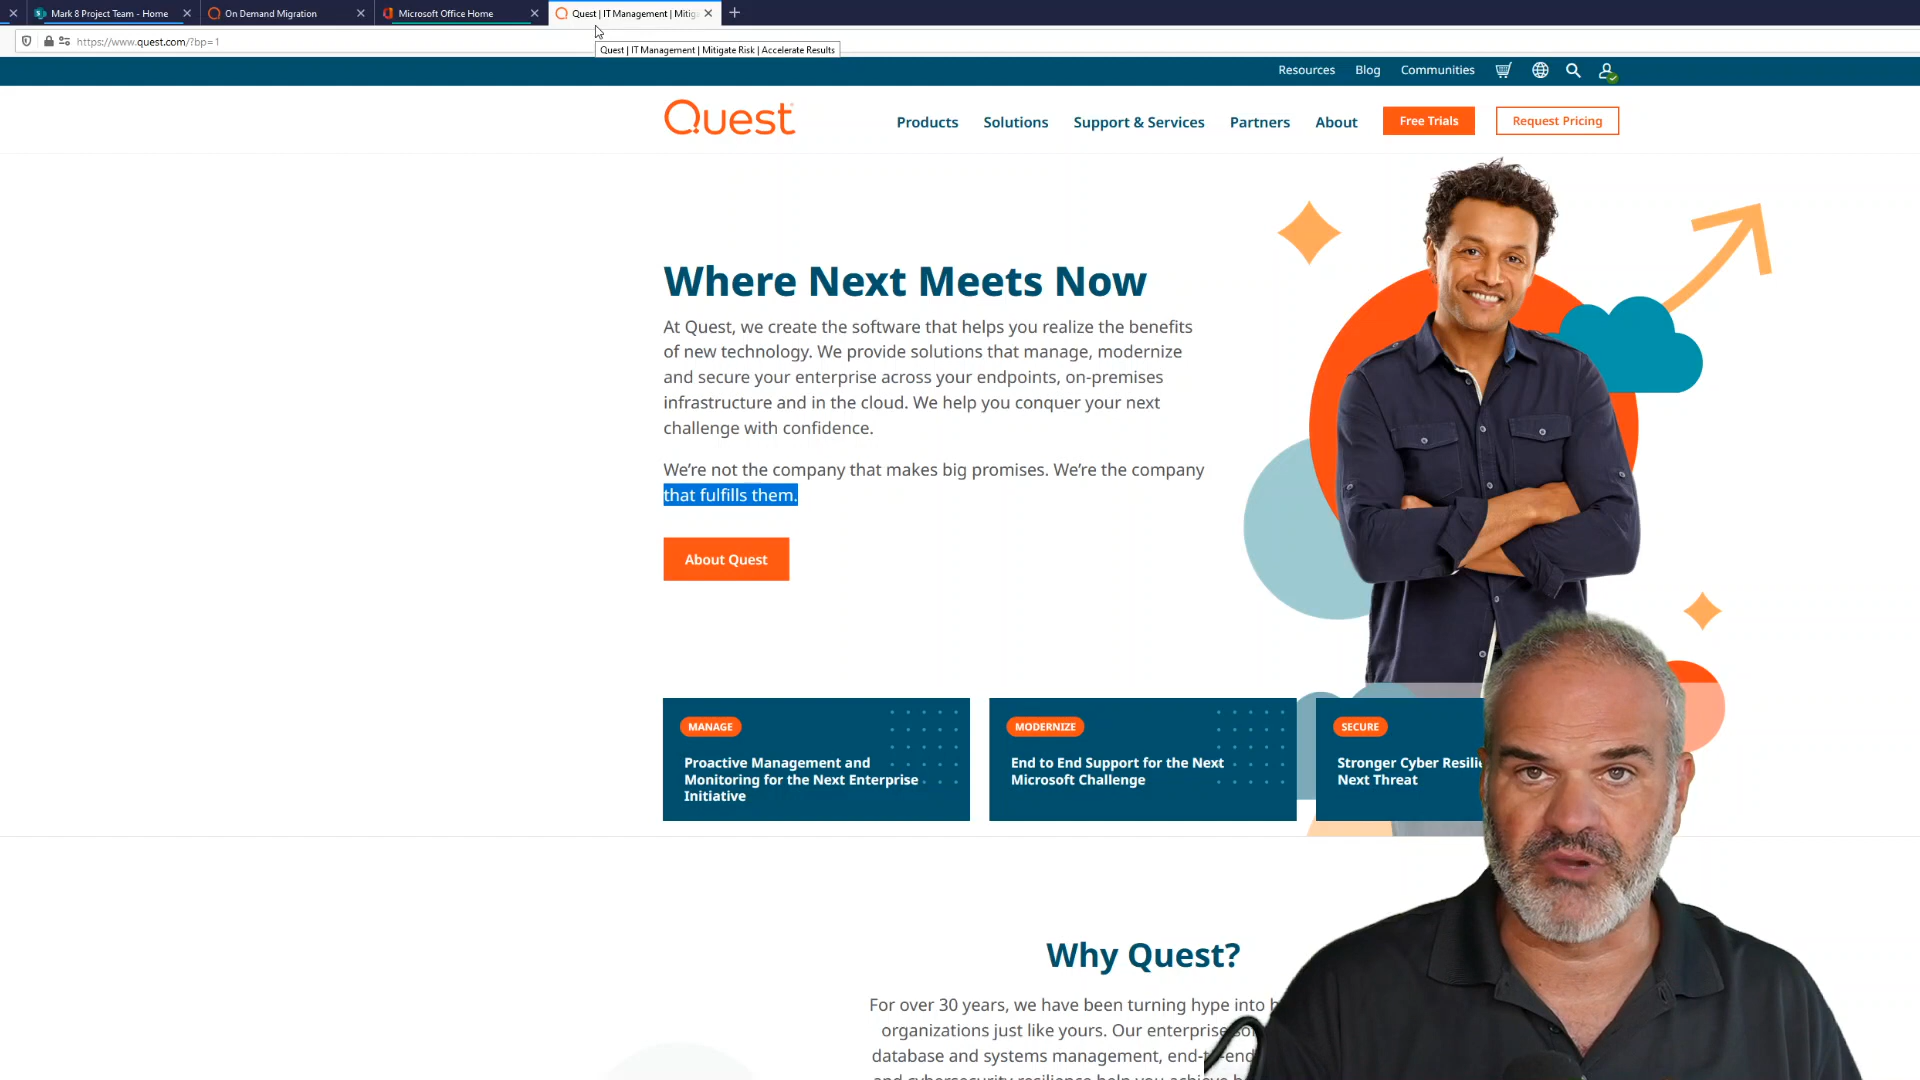 Mark 8 Project Team - Home
On Demand Migration
Microsoft Office Home
Quest | IT Management | Mitig
https://www.quest.com/?bp=1
Quest | IT Management | Mitigate Risk | Accelerate Results
Resources
Blog
Communities
Quest
Products
Solutions
Support & Services
Partners
About
Free Trials
Request Pricing
Where Next Meets Now
At Quest, we create the software that helps you realize the benefits
of new technology. We provide solutions that manage, modernize
and secure your enterprise across your endpoints, on-premises
infrastructure and in the cloud. We help you conquer your next
challenge with confidence.
We're not the company that makes big promises. We're the company
that fulfills them.
About Quest
MANAGE
Proactive Management and
Monitoring for the Next Enterprise
Initiative
MODERNIZE
End to End Support for the Next
Microsoft Challenge
SECURE
Stronger Cyber Resili
Next Threat
Why Quest?
For over 30 years, we have been turning hype into
organizations just like yours. Our enterprise
database and systems management,